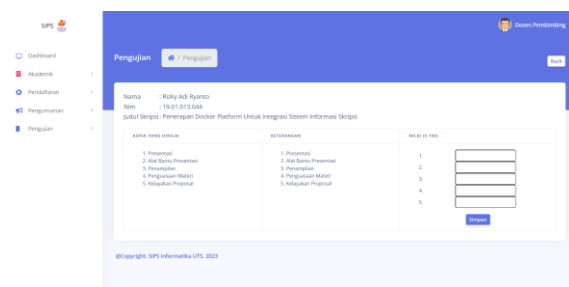 SIPS
Dosen Pembimbing
Dashboard
Akademik
Pendaftaran
Pengumuman
Pengujian
Pengujian
/ Pengujian
Back
Nama : Rizky Adi Ryanto
Nim : 19.01.013.044
Judul Skripsi : Penerapan Docker Platform Untuk Integrasi Sistem Informasi Skripsi
ASPEK YANG DINILAI
KETERANGAN
NILAI (0-100)
1. Presentasi
2. Alat Bantu Presentasi
3. Penampilan
4. Penguasaan Materi
5. Kelayakan Proposal
1. Presentasi
2. Alat Bantu Presentasi
3. Penampilan
4. Penguasaan Materi
5. Kelayakan Proposal
1.
2.
3.
4.
5.
Simpan
@Copyright. SIPS Informatika UTS. 2023